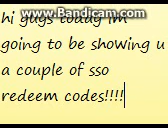 www.Bandicam.com
hi guys today im
going to be showing u
a couple of sso
redeem codes!!!!